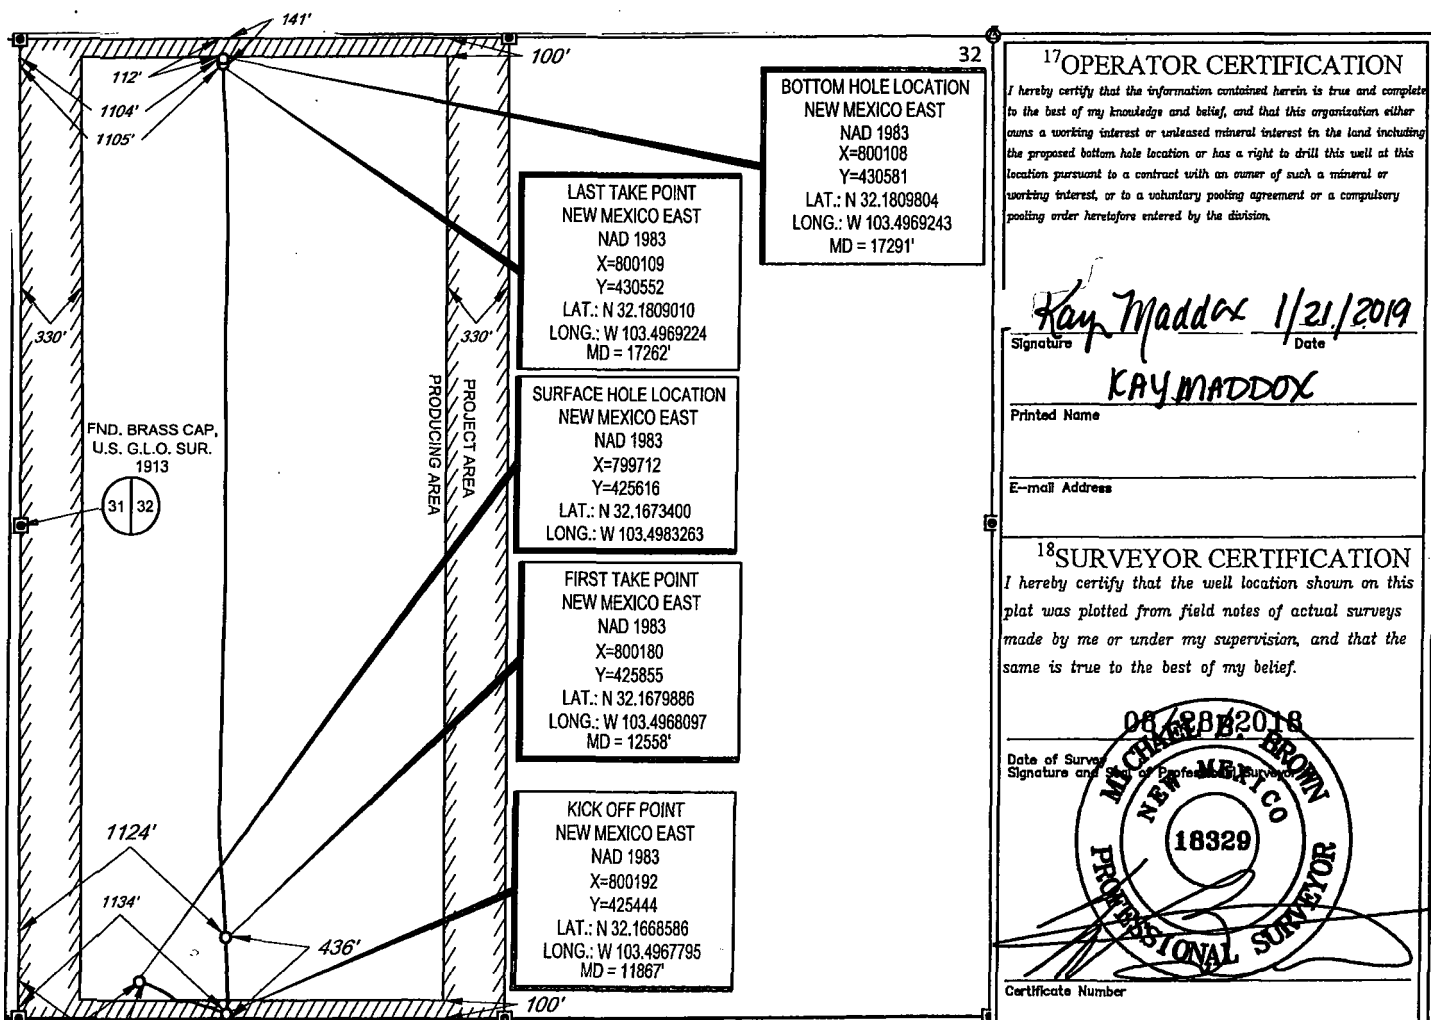 141'
112'
1104'
1105'
100'
32
330'
330'
PRODUCING AREA
PROJECT AREA
FND. BRASS CAP,
U.S. G.L.O. SUR.
1913
31 32
1124'
1134'
436'
100'
BOTTOM HOLE LOCATION
NEW MEXICO EAST
NAD 1983
X=800108
Y=430581
LAT.: N 32.1809804
LONG.: W 103.4969243
MD = 17291'
LAST TAKE POINT
NEW MEXICO EAST
NAD 1983
X=800109
Y=430552
LAT.: N 32.1809010
LONG.: W 103.4969224
MD = 17262'
SURFACE HOLE LOCATION
NEW MEXICO EAST
NAD 1983
X=799712
Y=425616
LAT.: N 32.1673400
LONG.: W 103.4983263
FIRST TAKE POINT
NEW MEXICO EAST
NAD 1983
X=800180
Y=425855
LAT.: N 32.1679886
LONG.: W 103.4968097
MD = 12558'
KICK OFF POINT
NEW MEXICO EAST
NAD 1983
X=800192
Y=425444
LAT.: N 32.1668586
LONG.: W 103.4967795
MD = 11867'
17 OPERATOR CERTIFICATION
I hereby certify that the information contained herein is true and complete
to the best of my knowledge and belief, and that this organization either
owns a working interest or unleased mineral interest in the land including
the proposed bottom hole location or has a right to drill this well at this
location pursuant to a contract with an owner of such a mineral or
working interest, or to a voluntary pooling agreement or a compulsory
pooling order heretofore entered by the division.
Kay Maddox 1/21/2019
Signature Date
KAY MADDOX
Printed Name
E-mail Address
18 SURVEYOR CERTIFICATION
I hereby certify that the well location shown on this
plat was plotted from field notes of actual surveys
made by me or under my supervision, and that the
same is true to the best of my belief.
06/28/2018
Date of Survey
Signature and Seal of Professional Surveyor:
MICHAEL B. BROWN
NEW MEXICO
18329
PROFESSIONAL SURVEYOR
Certificate Number